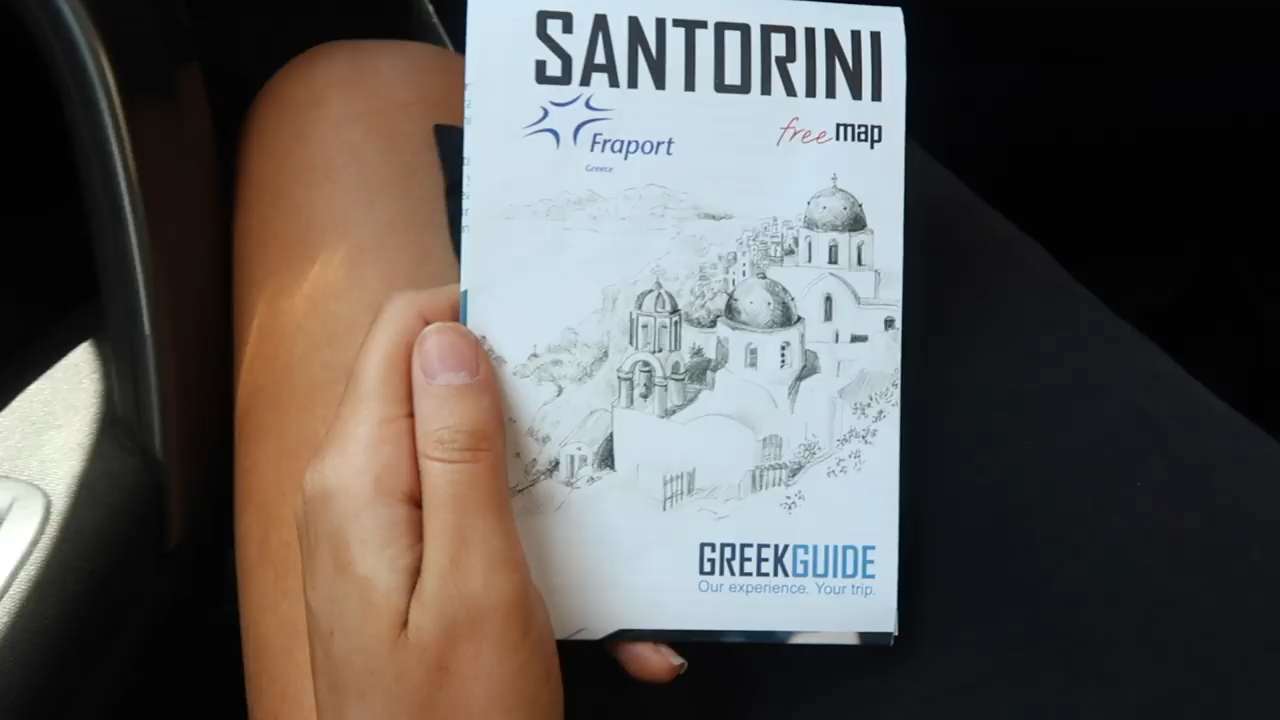 SANTORINI
Fraport
Greece
free map
GREEKGUIDE
Our experience. Your trip.